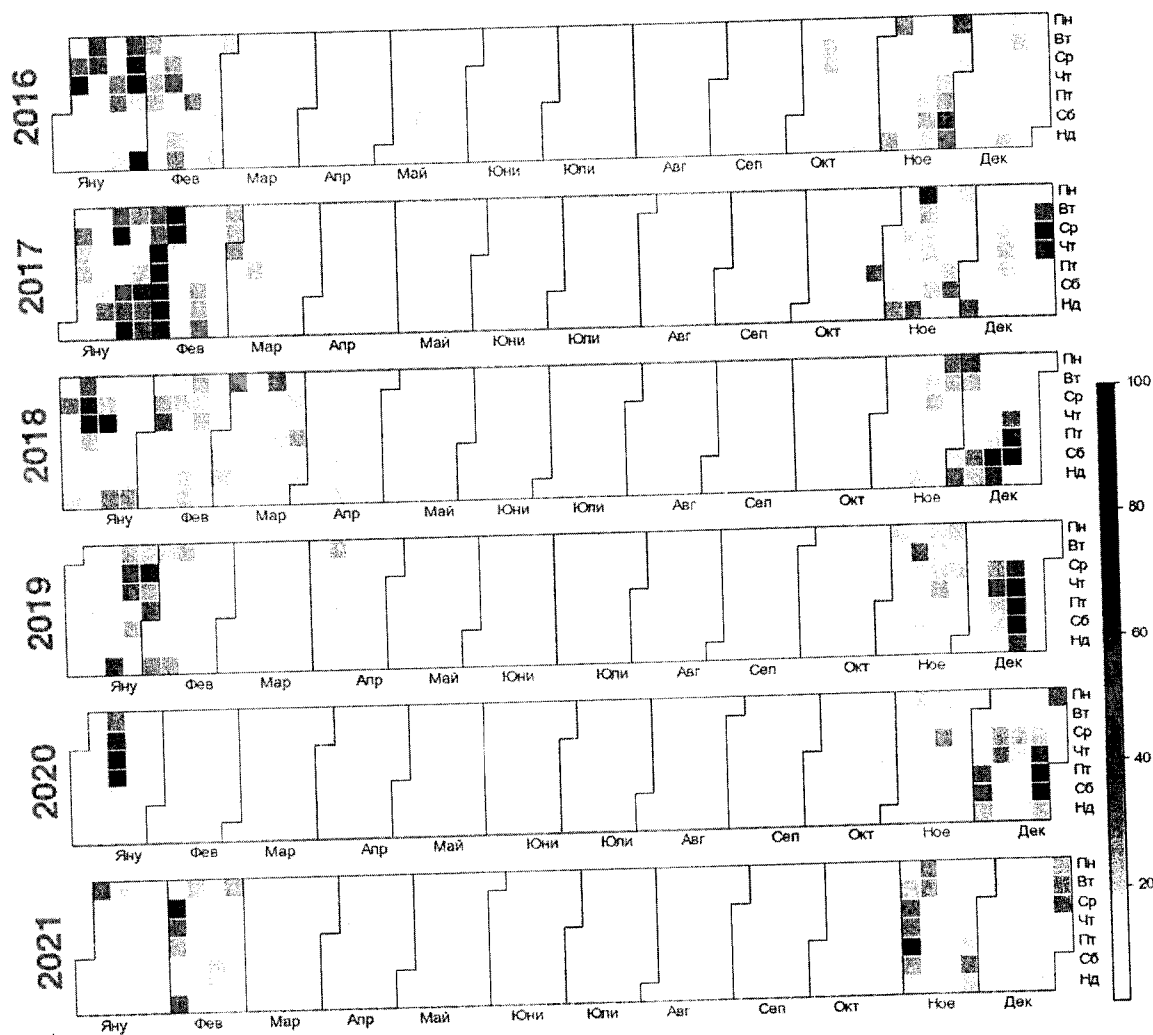 2016
Пн
Вт
Ср
Чт
Пт
Сб
Нд
Яну Фев Мар Апр Май Юни Юли Авг Сеп Окт Ное Дек
2017
Пн
Вт
Ср
Чт
Пт
Сб
Нд
Яну Фев Мар Апр Май Юни Юли Авг Сеп Окт Ное Дек
2018
Пн
Вт
Ср
Чт
Пт
Сб
Нд
Яну Фев Мар Апр Май Юни Юли Авг Сеп Окт Ное Дек
2019
Пн
Вт
Ср
Чт
Пт
Сб
Нд
Яну Фев Мар Апр Май Юни Юли Авг Сеп Окт Ное Дек
2020
Пн
Вт
Ср
Чт
Пт
Сб
Нд
Яну Фев Мар Апр Май Юни Юли Авг Сеп Окт Ное Дек
2021
Пн
Вт
Ср
Чт
Пт
Сб
Нд
Яну Фев Мар Апр Май Юни Юли Авг Сеп Окт Ное Дек
100
80
60
40
20